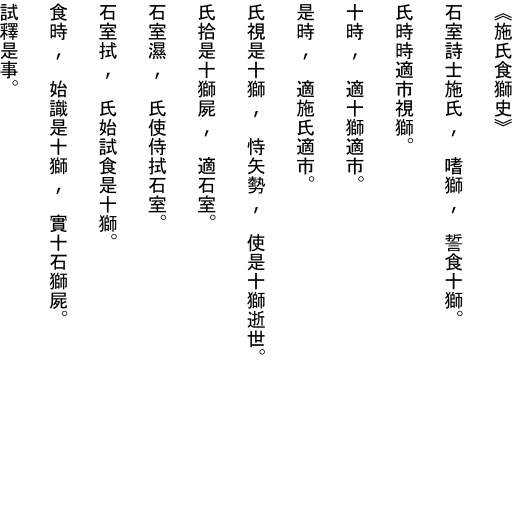 《施氏食獅史》
石室詩士施氏，嗜獅，誓食十獅。
氏時時適市視獅。
十時，適十獅適市。
是時，適施氏適市。
氏視是十獅，恃矢勢，使是十獅逝世。
氏拾是十獅屍，適石室。
石室濕，氏使侍拭石室。
石室拭，氏始試食是十獅。
食時，始識是十獅，實十石獅屍。
試釋是事。